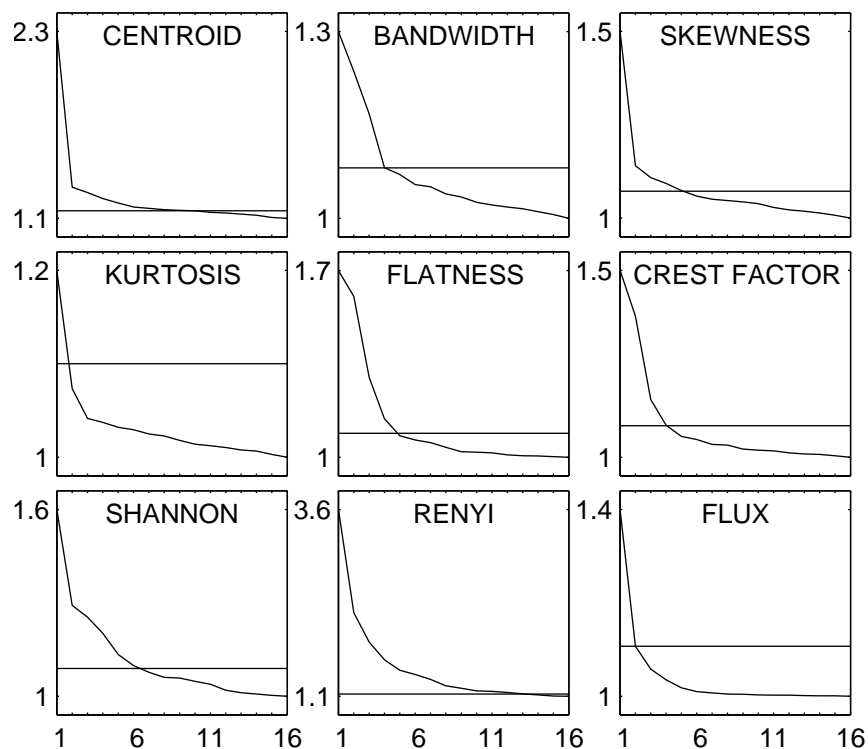 2.3 CENTROID
1.1
1.3 BANDWIDTH
1
1.5 SKEWNESS
1
1.2 KURTOSIS
1
1.7 FLATNESS
1
1.5 CREST FACTOR
1
1.6 SHANNON
1
1 6 11 16
3.6 RENYI
1.1
1 6 11 16
1.4 FLUX
1
1 6 11 16